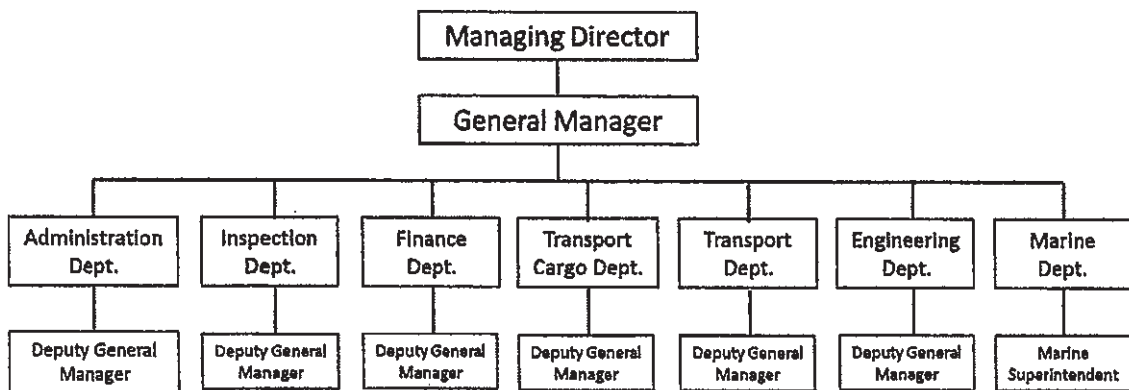 Managing Director
General Manager
Administration
Dept.
Inspection
Dept.
Finance
Dept.
Transport
Cargo Dept.
Transport
Dept.
Engineering
Dept.
Marine
Dept.
Deputy General
Manager
Deputy General
Manager
Deputy General
Manager
Deputy General
Manager
Deputy General
Manager
Deputy General
Manager
Marine
Superintendent